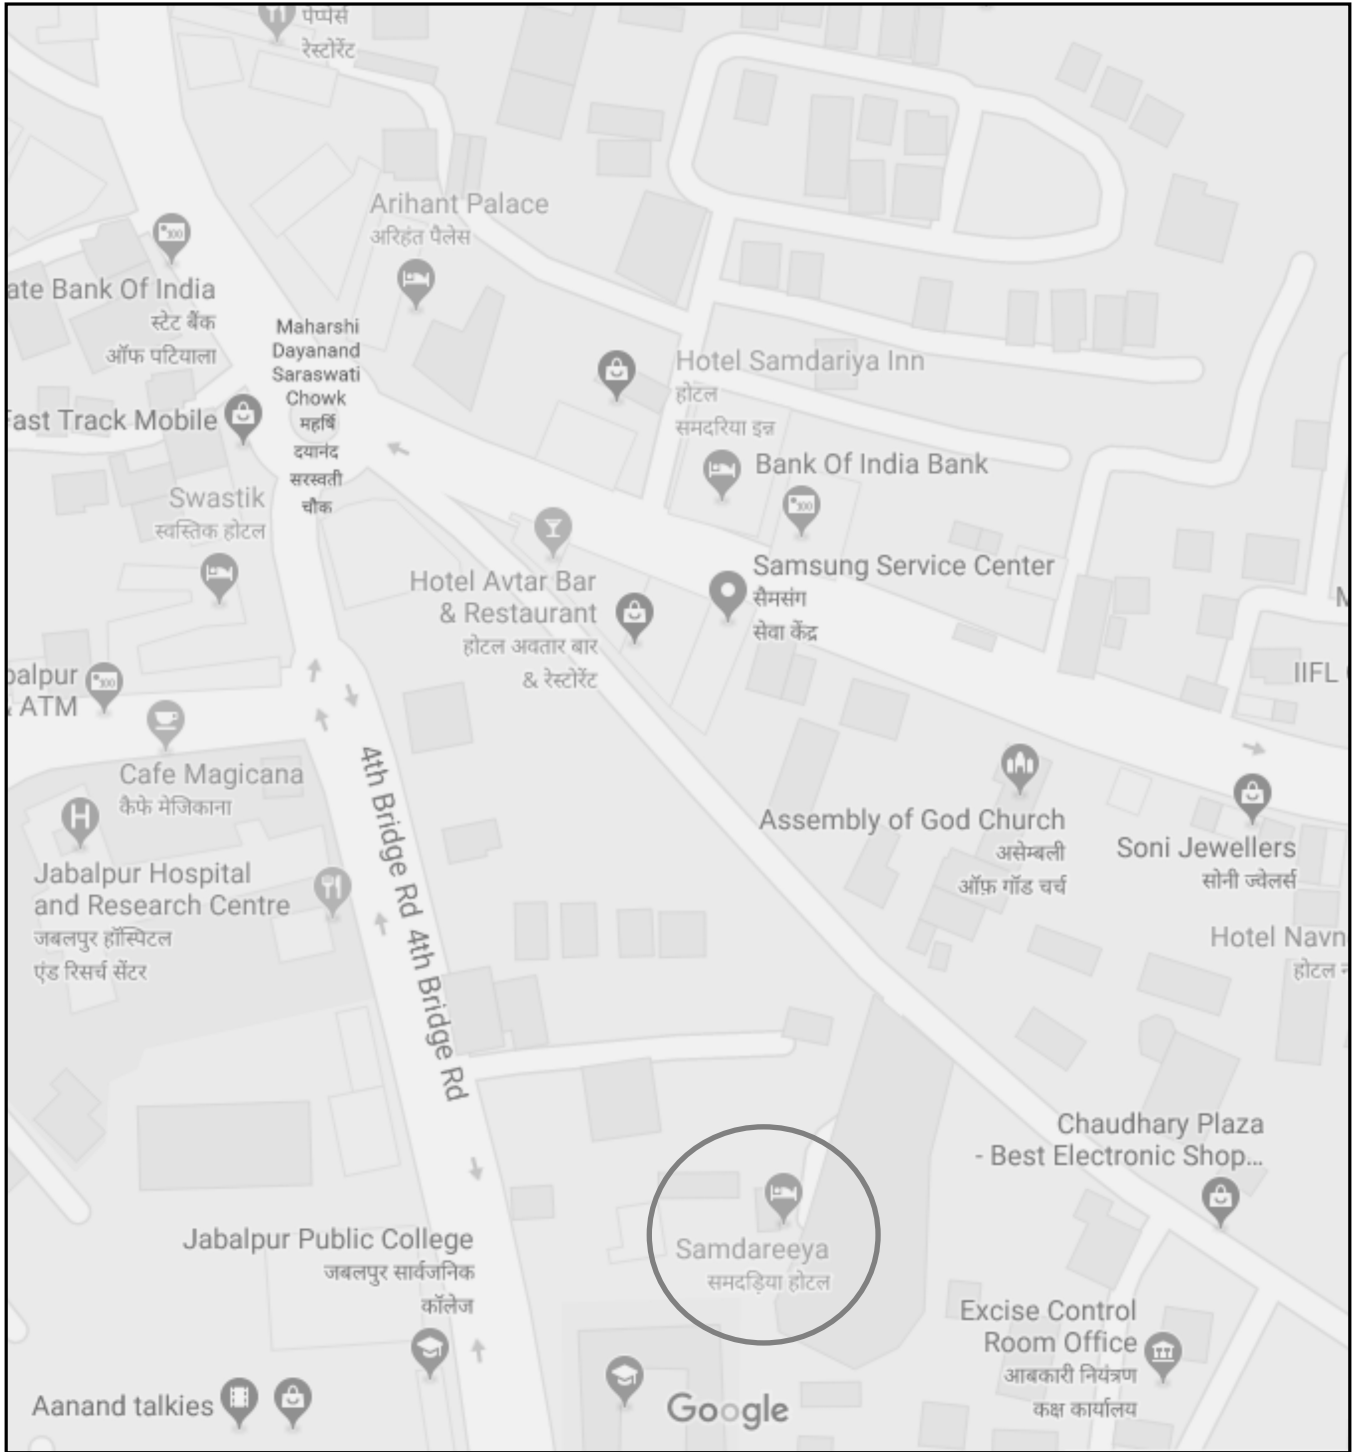 पेप्पेर्स
रेस्टोरेंट
Arihant Palace
अरिहंत पैलेस
ate Bank Of India
स्टेट बैंक
ऑफ पटियाला
Maharshi
Dayanand
Saraswati
Chowk
महर्षि
दयानंद
सरस्वती
चौक
Hotel Samdariya Inn
होटल
समदरिया इन्न
Fast Track Mobile
Bank Of India Bank
Swastik
स्वस्तिक होटल
Hotel Avtar Bar
& Restaurant
होटल अवतार बार
& रेस्टोरेंट
Samsung Service Center
सैमसंग
सेवा केंद्र
balpur
& ATM
IIFL
Cafe Magicana
कैफे मेजिकाना
4th Bridge Rd
4th Bridge Rd
Assembly of God Church
असेम्बली
ऑफ़ गॉड चर्च
Soni Jewellers
सोनी ज्वेलर्स
Jabalpur Hospital
and Research Centre
जबलपुर हॉस्पिटल
एंड रिसर्च सेंटर
Hotel Navn
होटल
Chaudhary Plaza
- Best Electronic Shop...
Jabalpur Public College
जबलपुर सार्वजनिक
कॉलेज
Samdareeya
समदड़िया होटल
Excise Control
Room Office
आबकारी नियंत्रण
कक्ष कार्यालय
Aanand talkies
Google